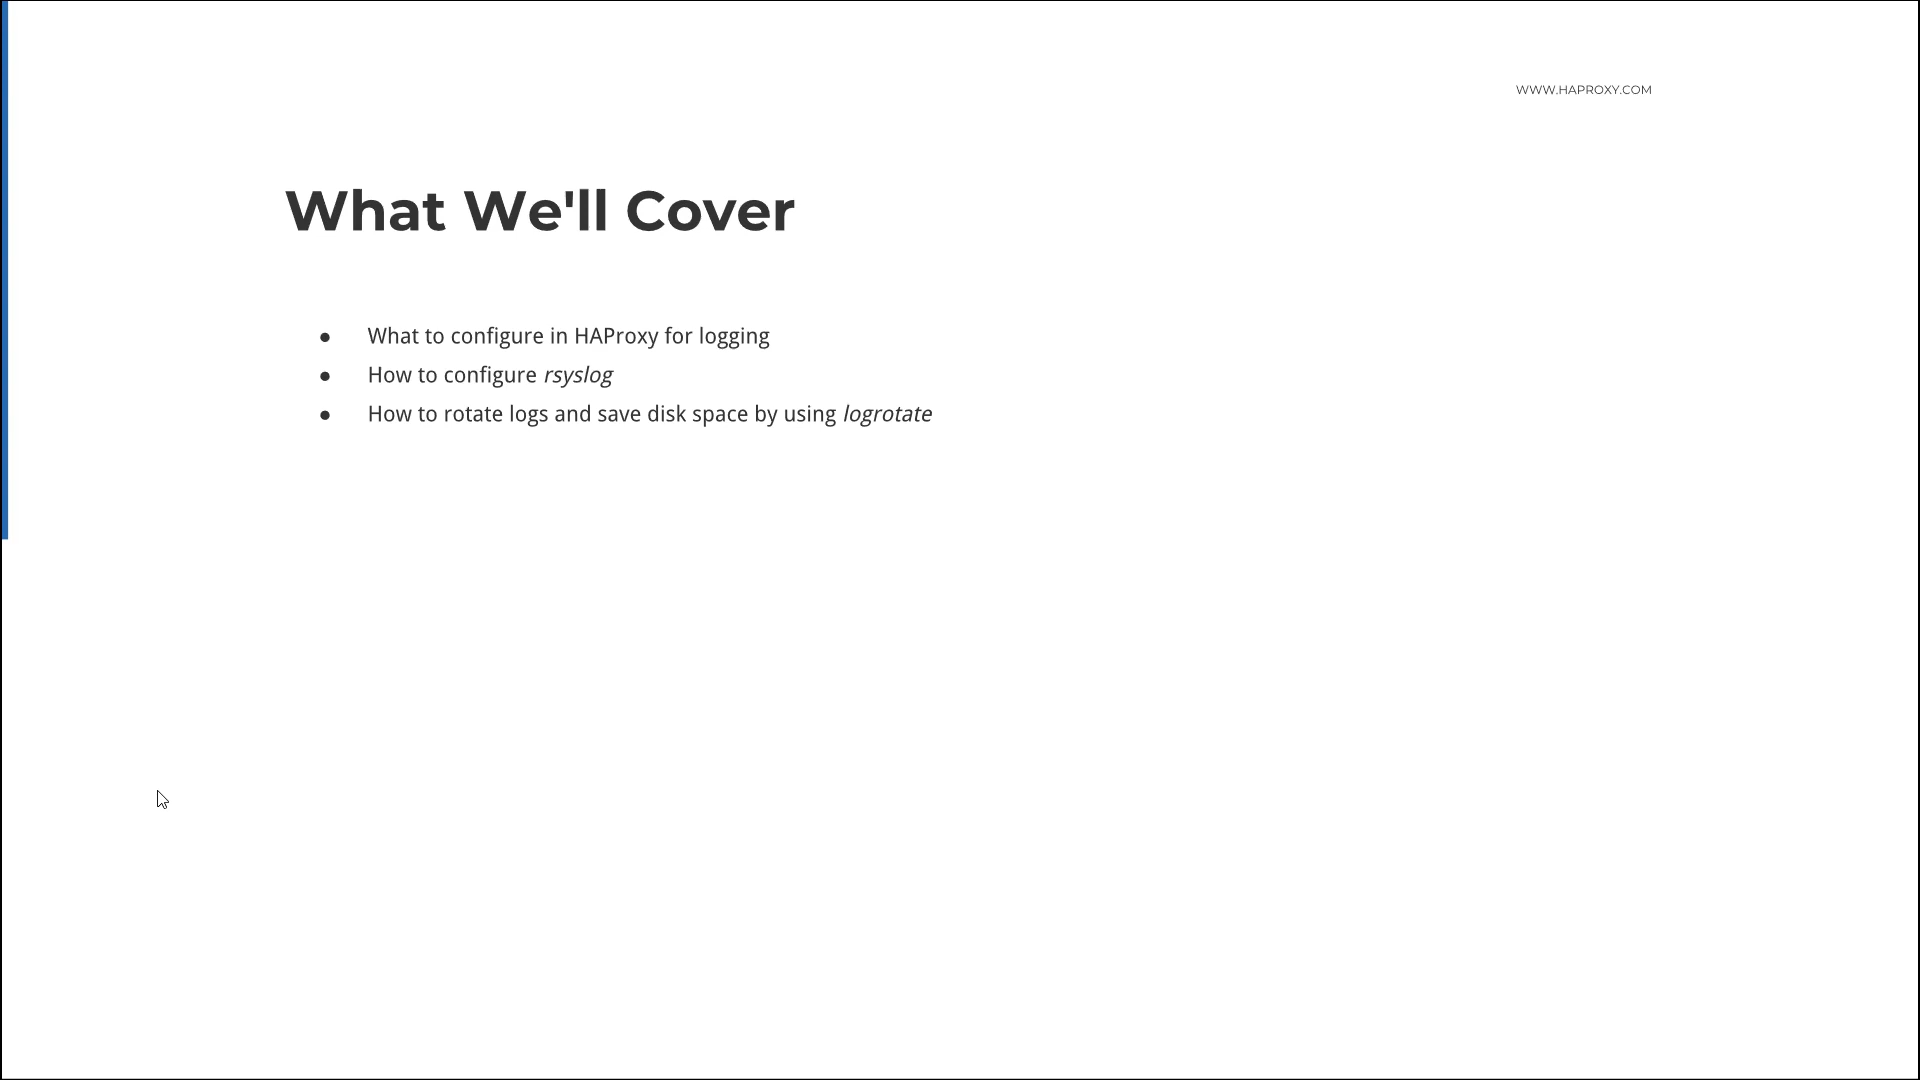 WWW.HAPROXY.COM
What We'll Cover
● What to configure in HAProxy for logging
● How to configure rsyslog
● How to rotate logs and save disk space by using logrotate